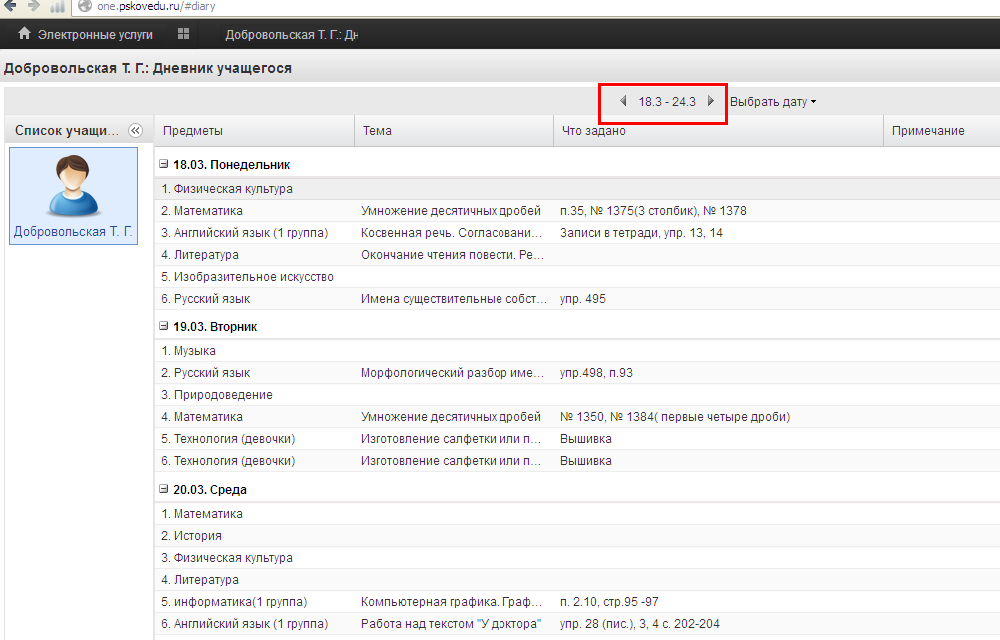 one.pskovedu.ru/#diary
Электронные услуги Добровольская Т. Г.: Дн
Добровольская Т. Г.: Дневник учащегося
18.3 - 24.3 Выбрать дату
Список учащи... Предметы Тема Что задано Примечание
Добровольская Т. Г.
18.03. Понедельник
1. Физическая культура
2. Математика Умножение десятичных дробей п.35, № 1375(3 столбик), № 1378
3. Английский язык (1 группа) Косвенная речь. Согласовани... Записи в тетради, упр. 13, 14
4. Литература Окончание чтения повести. Ре...
5. Изобразительное искусство
6. Русский язык Имена существительные собст... упр. 495
19.03. Вторник
1. Музыка
2. Русский язык Морфологический разбор име... упр.498, п.93
3. Природоведение
4. Математика Умножение десятичных дробей № 1350, № 1384( первые четыре дроби)
5. Технология (девочки) Изготовление салфетки или п... Вышивка
6. Технология (девочки) Изготовление салфетки или п... Вышивка
20.03. Среда
1. Математика
2. История
3. Физическая культура
4. Литература
5. информатика(1 группа) Компьютерная графика. Граф... п. 2.10, стр.95 -97
6. Английский язык (1 группа) Работа над текстом "У доктора" упр. 28 (пис.), 3, 4 с. 202-204